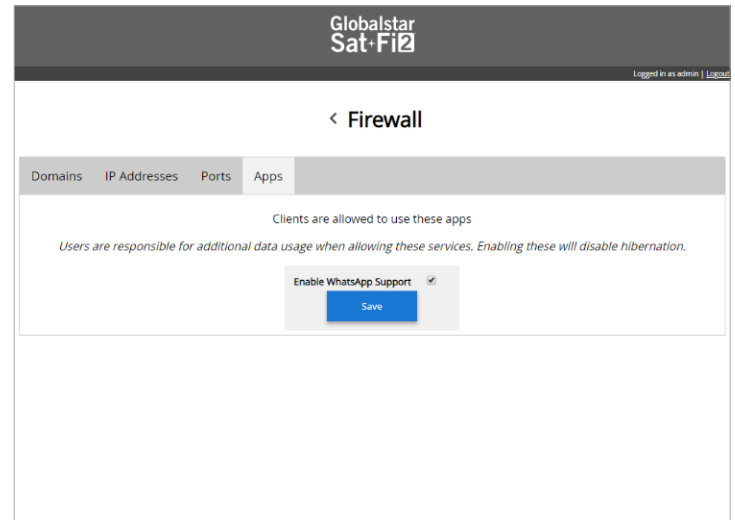 Globalstar
Sat+Fi2
Logged in as admin | Logout
< Firewall
Domains IP Addresses Ports Apps
Clients are allowed to use these apps
Users are responsible for additional data usage when allowing these services. Enabling these will disable hibernation.
Enable WhatsApp Support
Save